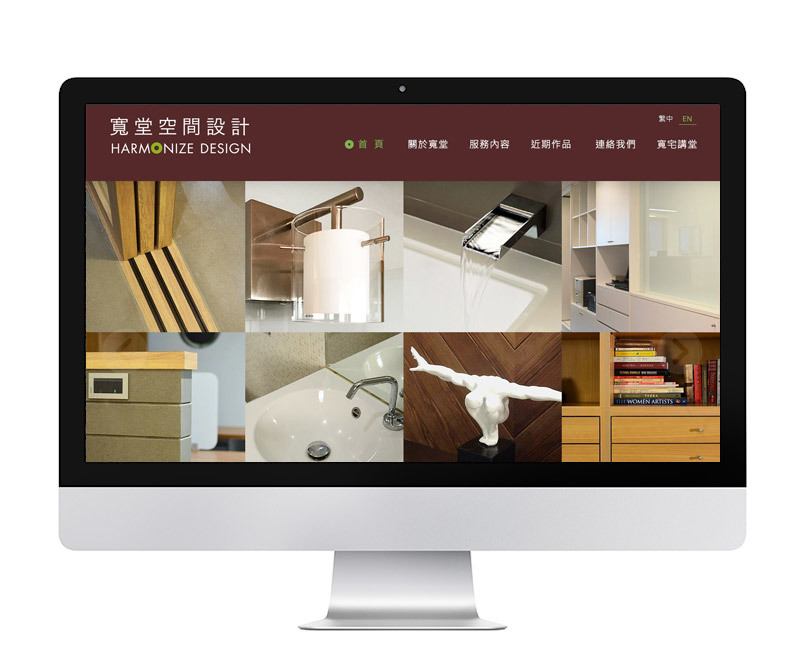 寬堂空間設計
HARMONIZE DESIGN
繁中 EN
首頁 關於寬堂 服務內容 近期作品 連絡我們 寬宅講堂
THE WOMEN ARTISTS